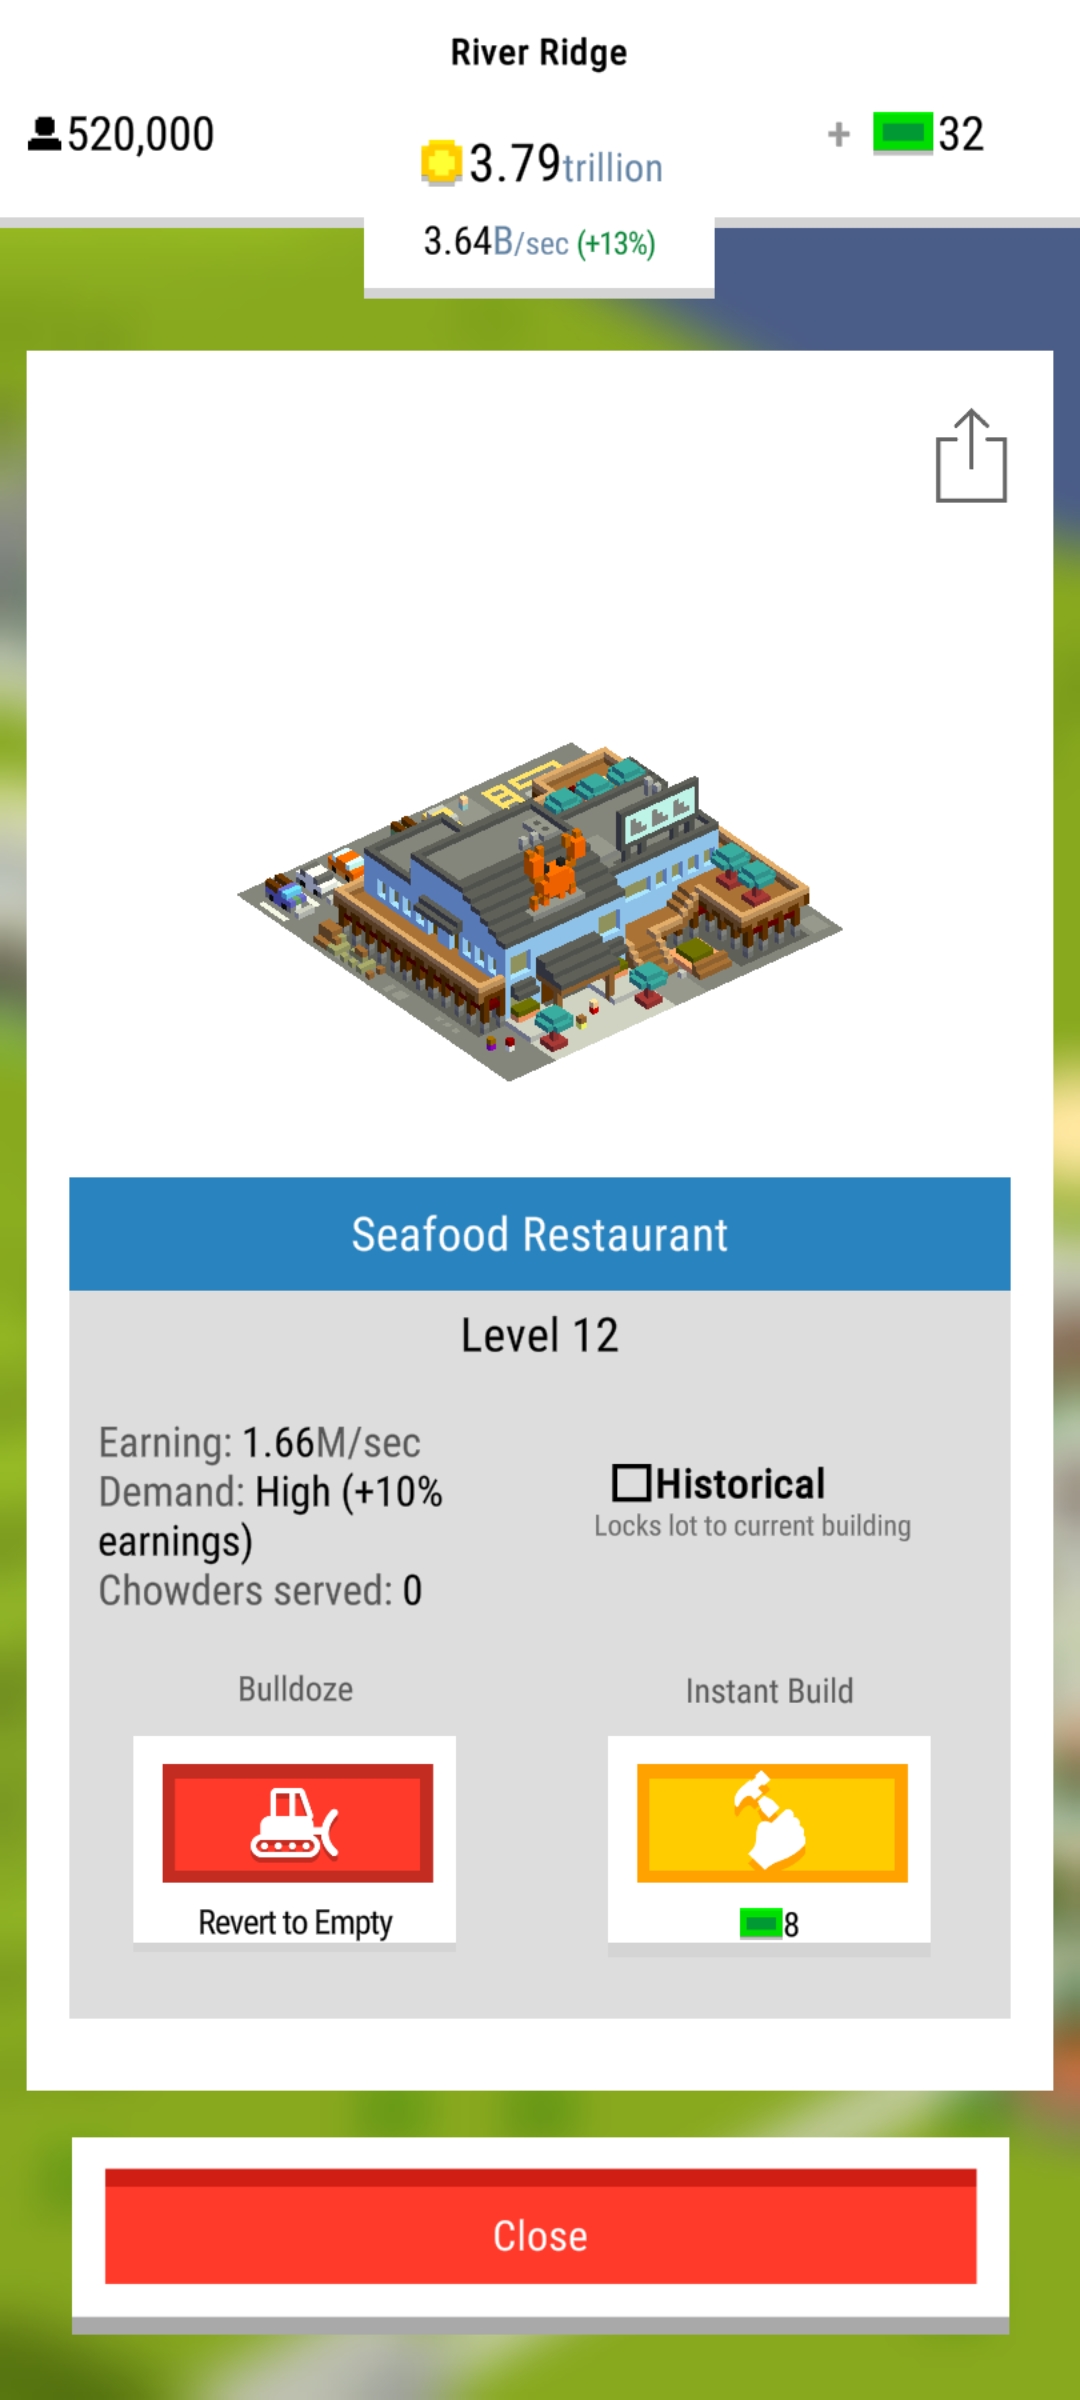 River Ridge
520,000
3.79trillion
+ 32
3.64B/sec (+13%)
Seafood Restaurant
Level 12
Earning: 1.66M/sec
Demand: High (+10%
earnings)
Chowders served: 0
Historical
Locks lot to current building
Bulldoze
Instant Build
Revert to Empty
8
Close